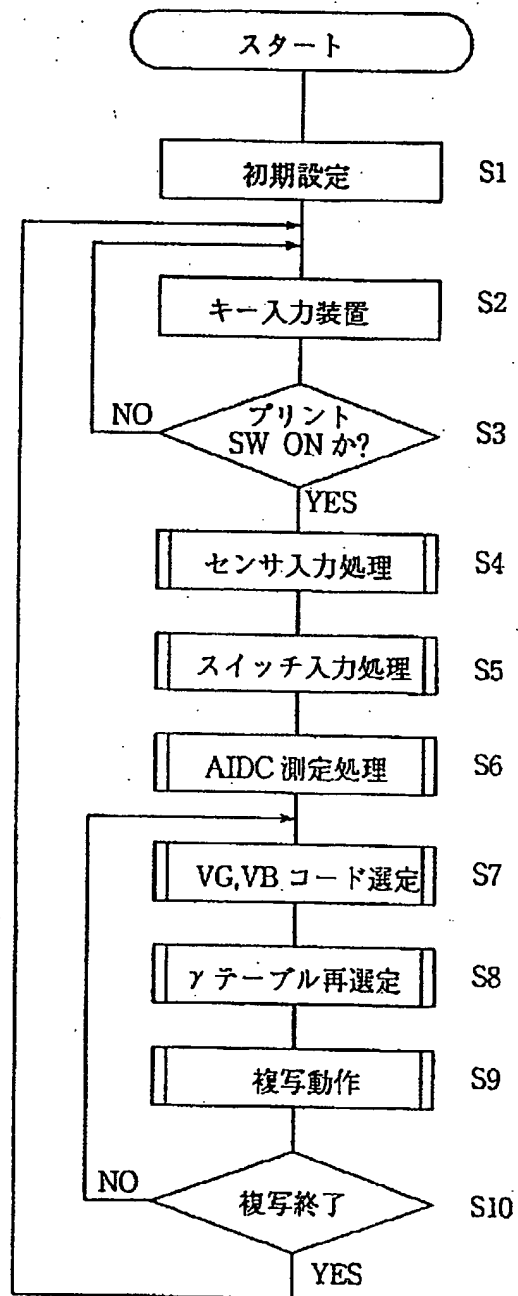 スタート
初期設定 S1
キー入力装置 S2
NO
プリント
SW ONか? S3
YES
センサ入力処理 S4
スイッチ入力処理 S5
AIDC 測定処理 S6
VG,VB コード選定 S7
γ テーブル再選定 S8
複写動作 S9
NO
複写終了 S10
YES